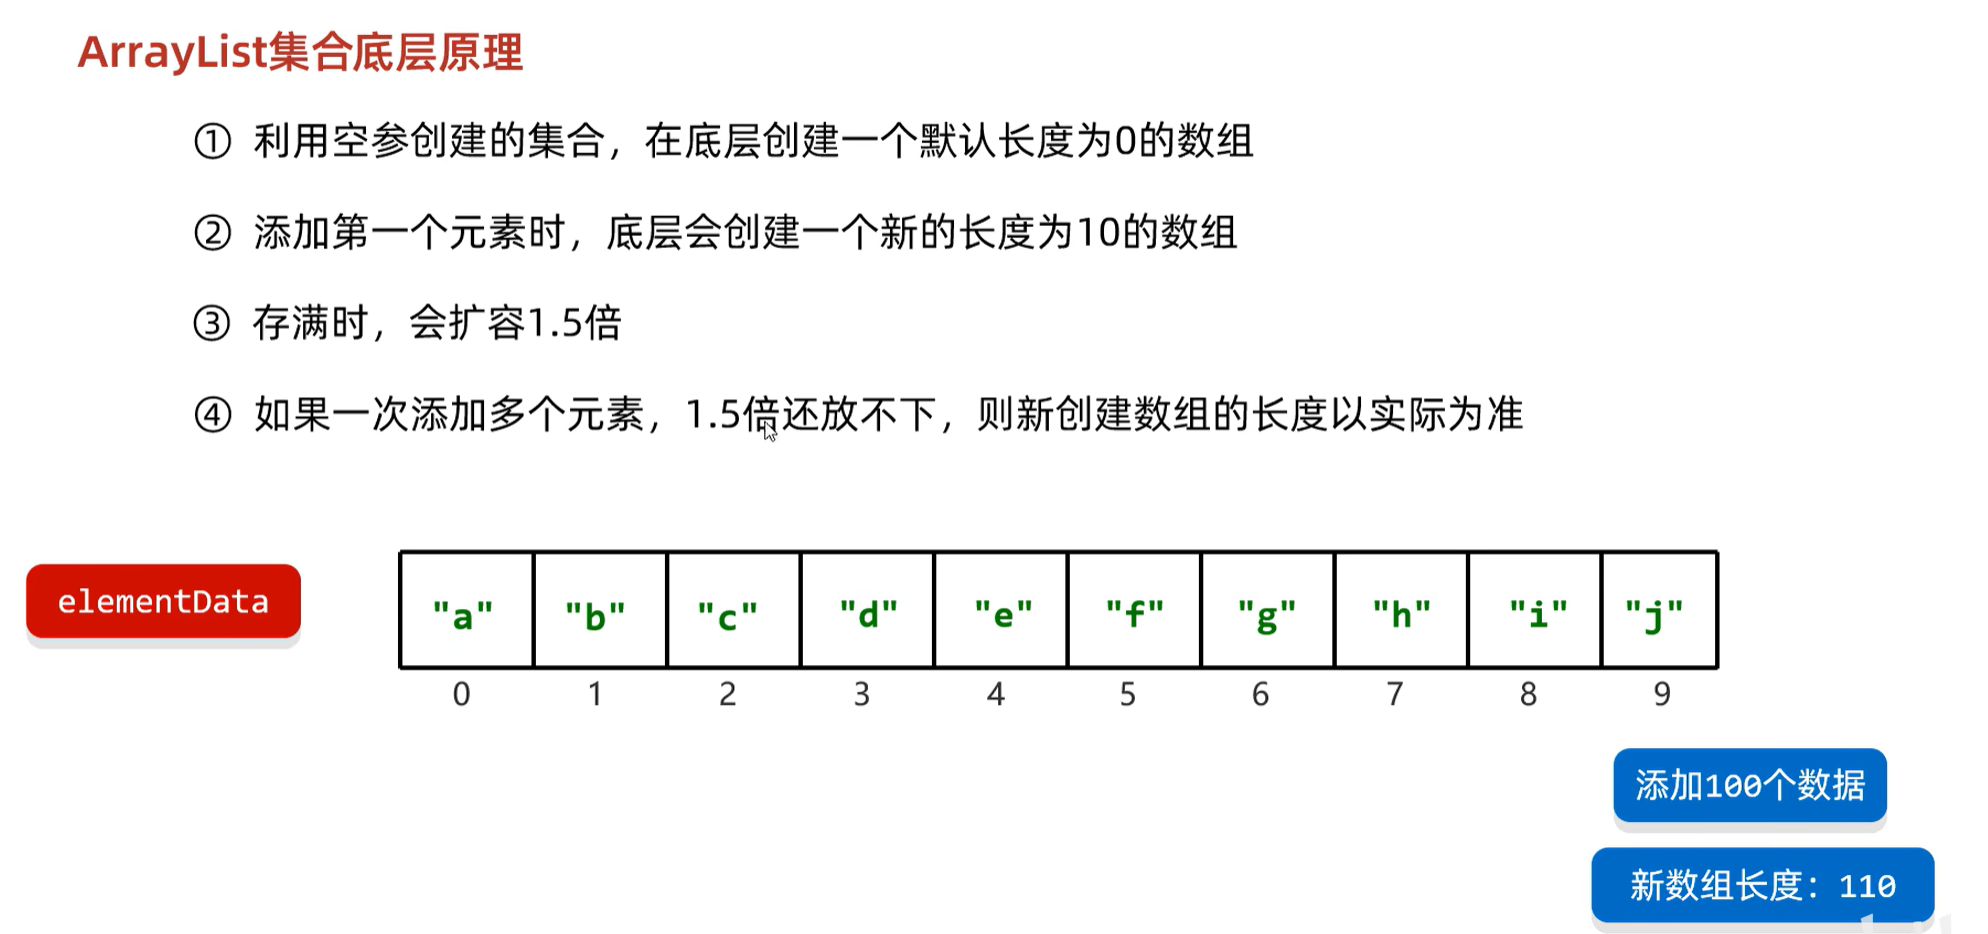 ArrayList集合底层原理
① 利用空参创建的集合，在底层创建一个默认长度为0的数组
② 添加第一个元素时，底层会创建一个新的长度为10的数组
③ 存满时，会扩容1.5倍
④ 如果一次添加多个元素，1.5倍还放不下，则新创建数组的长度以实际为准
elementData
"a" "b" "c" "d" "e" "f" "g" "h" "i" "j"
0 1 2 3 4 5 6 7 8 9
添加100个数据
新数组长度：110